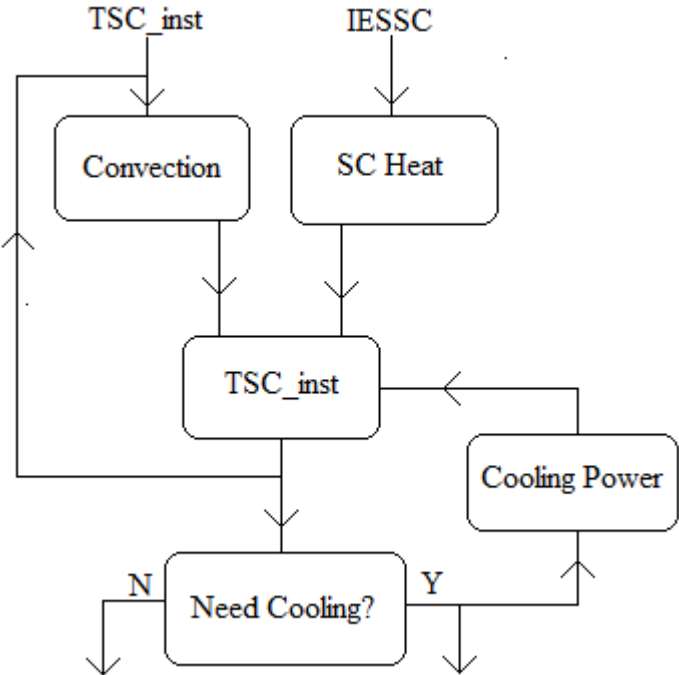 TSC_inst
IESSC
Convection
SC Heat
TSC_inst
Cooling Power
N
Y
Need Cooling?